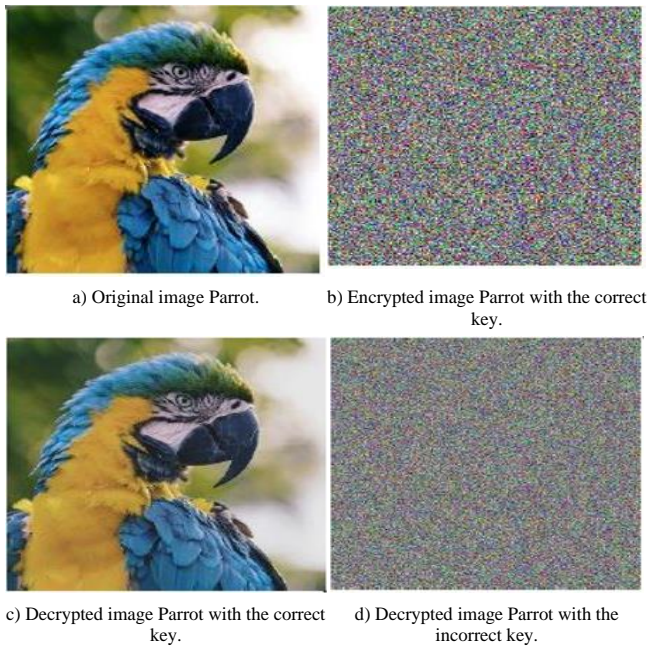 a) Original image Parrot.
b) Encrypted image Parrot with the correct
key.
c) Decrypted image Parrot with the correct
key.
d) Decrypted image Parrot with the
incorrect key.